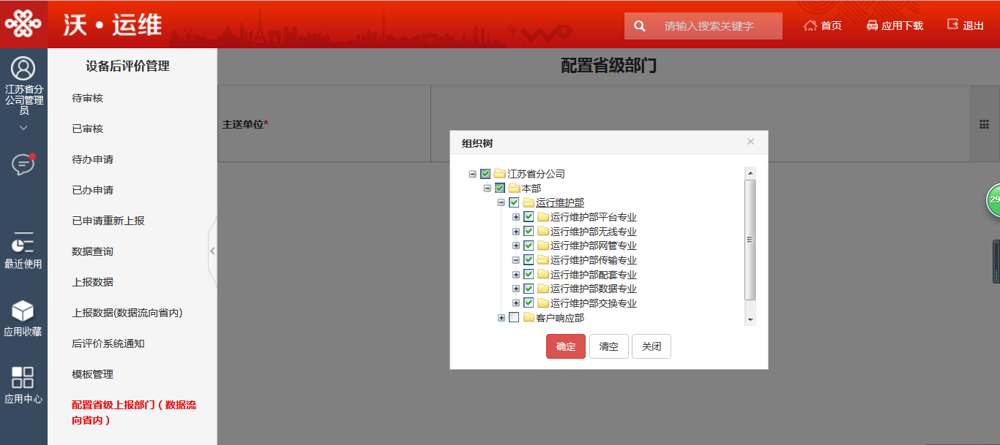 沃·运维
请输入搜索关键字
首页
应用下载
退出
江苏省分
公司管理
员
最近使用
应用收藏
应用中心
设备后评价管理
待审核
已审核
待办申请
已办申请
已申请重新上报
数据查询
上报数据
上报数据(数据流向省内)
后评价系统通知
模板管理
配置省级上报部门（数据流
向省内）
配置省级部门
主送单位*
组织树
×
江苏省分公司
本部
运行维护部
运行维护部平台专业
运行维护部无线专业
运行维护部网管专业
运行维护部传输专业
运行维护部配套专业
运行维护部数据专业
运行维护部交换专业
客户响应部
确定
清空
关闭
29